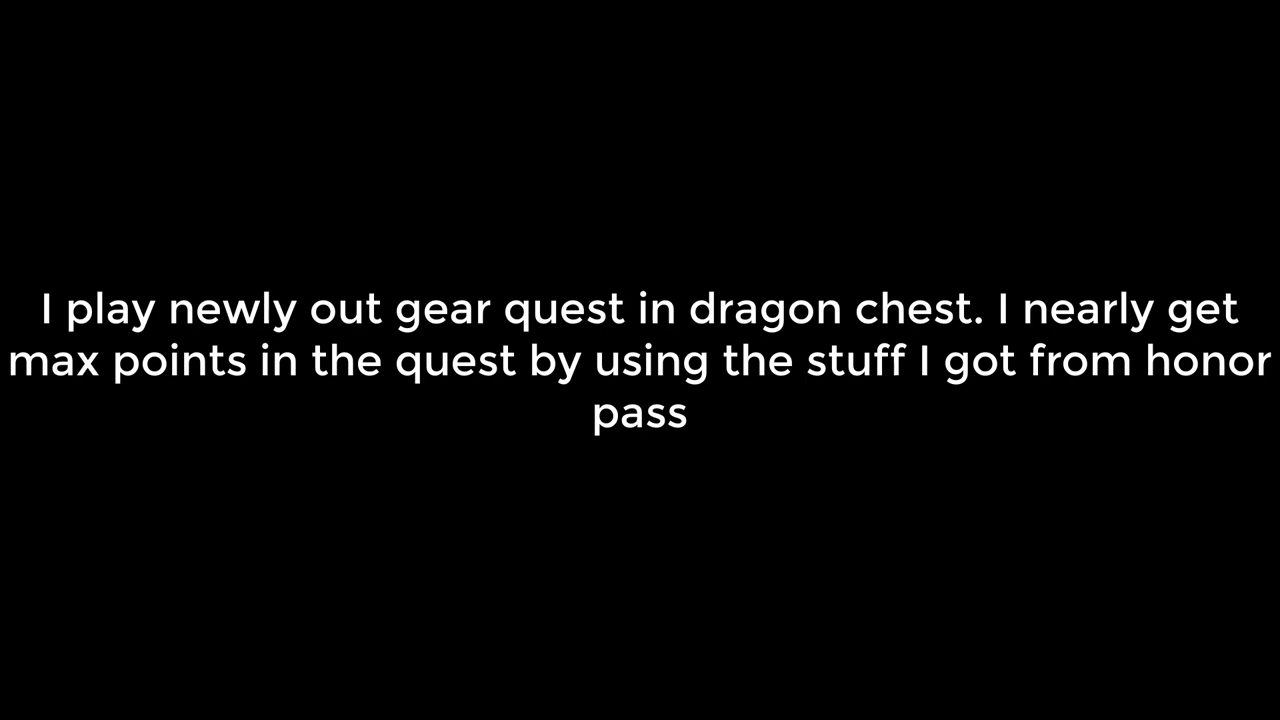 I play newly out gear quest in dragon chest. I nearly get
max points in the quest by using the stuff I got from honor
pass